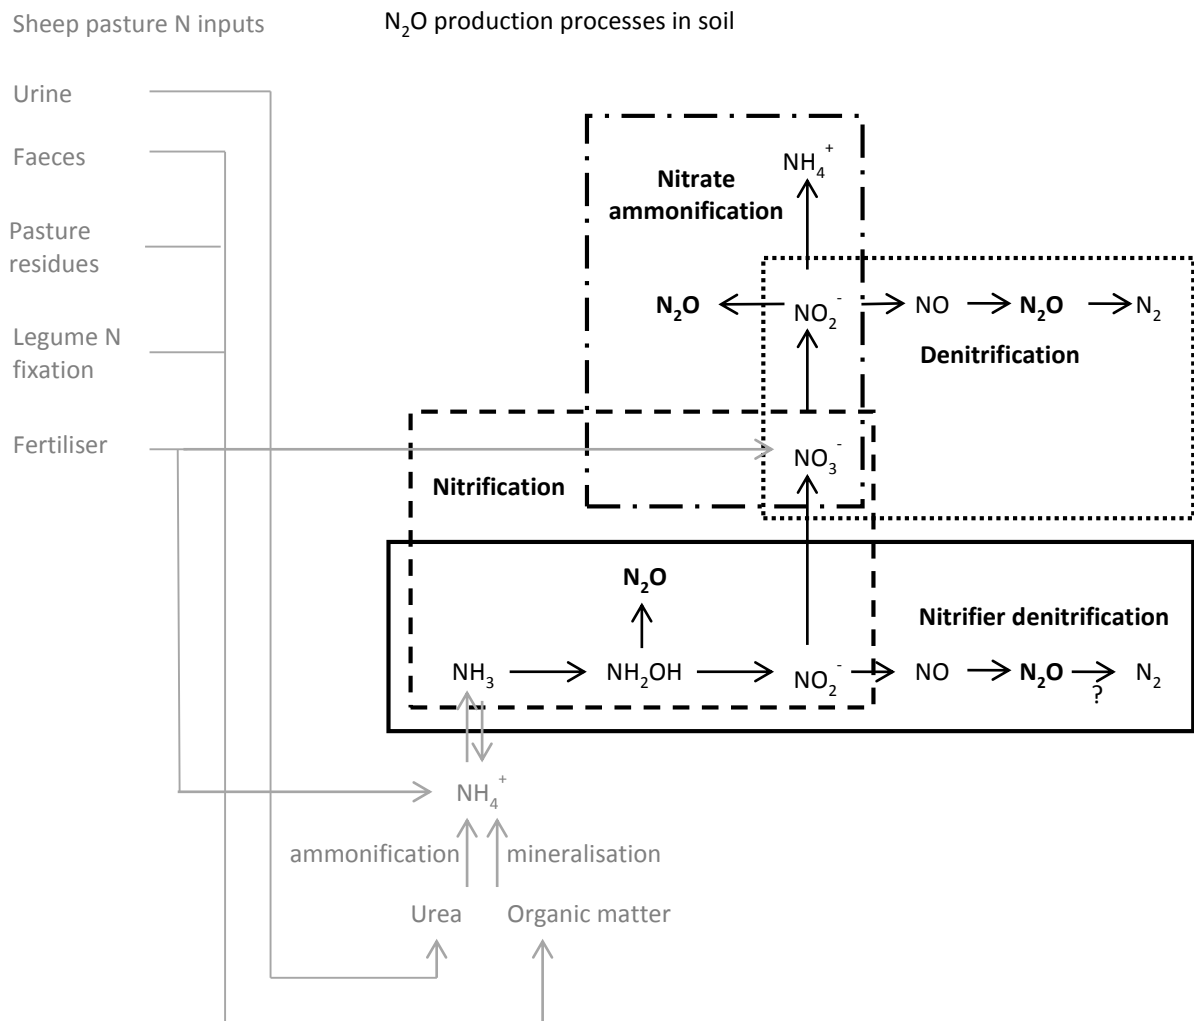 Sheep pasture N inputs
N₂O production processes in soil
Urine
Faeces
Pasture
residues
Legume N
fixation
Fertiliser
NH₄⁺
Nitrate
ammonification
N₂O
NO₂⁻
NO
N₂O
N₂
Denitrification
NO₃⁻
Nitrification
N₂O
Nitrifier denitrification
NH₃
NH₂OH
NO₂⁻
NO
N₂O
?
N₂
NH₄⁺
ammonification
mineralisation
Urea
Organic matter